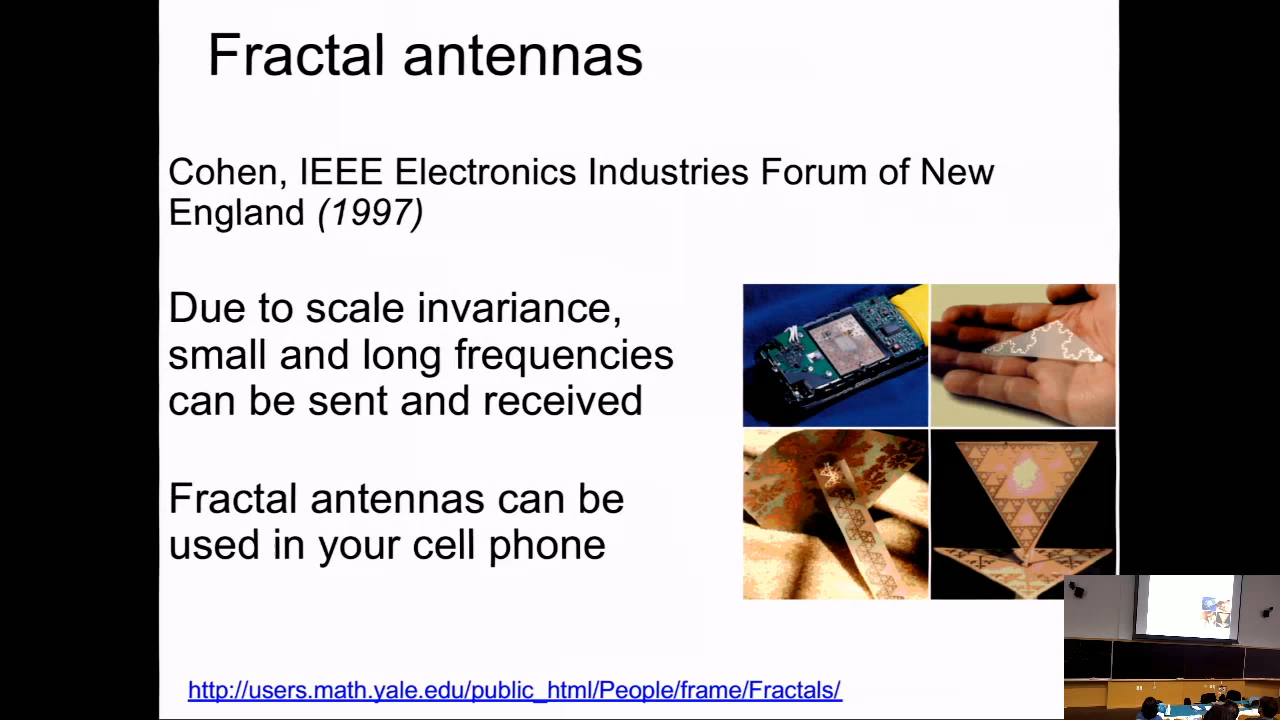 Fractal antennas
Cohen, IEEE Electronics Industries Forum of New
England (1997)
Due to scale invariance,
small and long frequencies
can be sent and received
Fractal antennas can be
used in your cell phone
http://users.math.yale.edu/public_html/People/frame/Fractals/